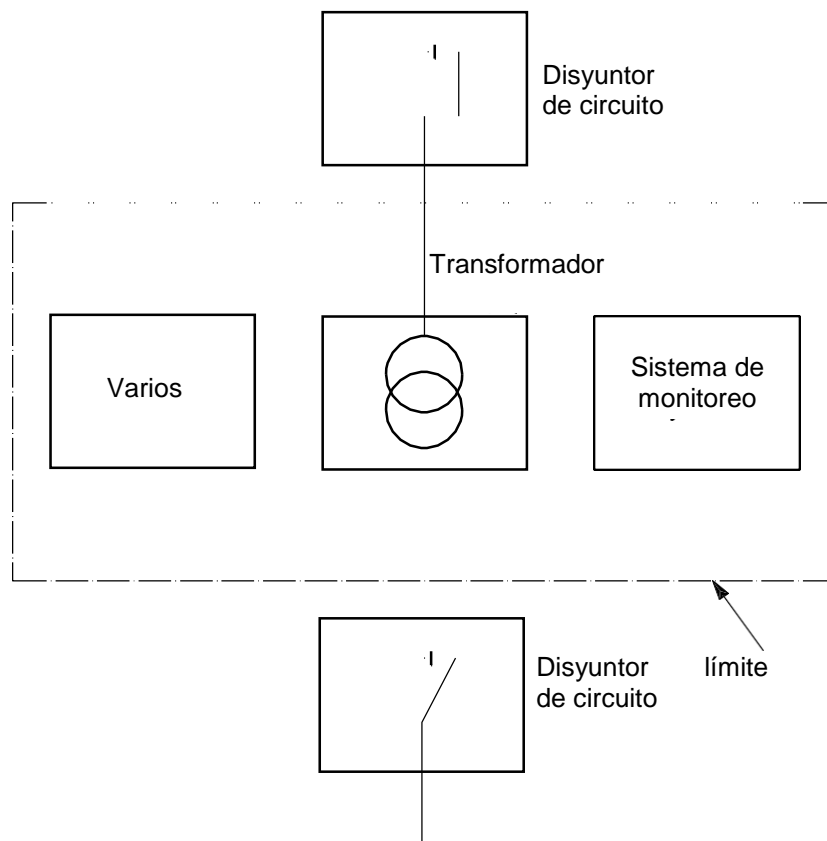 Disyuntor
de circuito
Transformador
Varios
Sistema de
monitoreo
Disyuntor
de circuito
límite